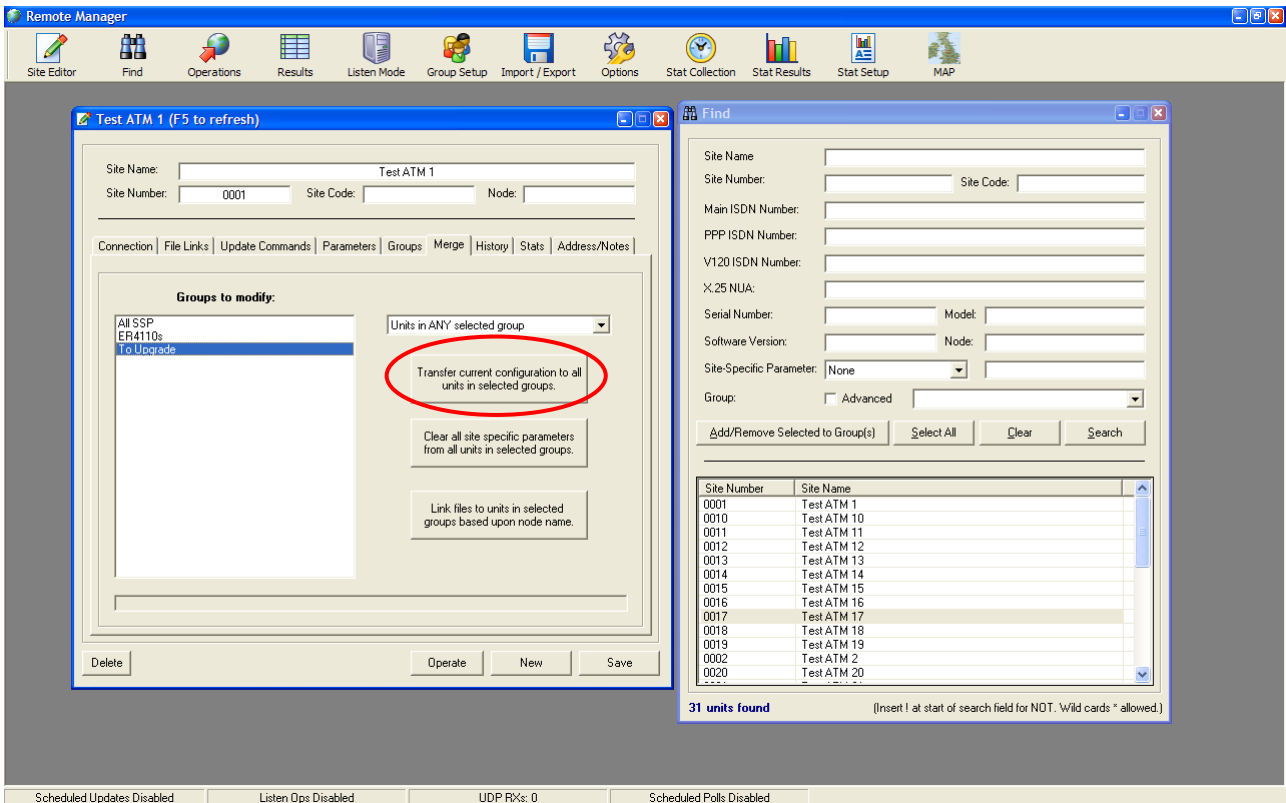 Remote Manager
Site Editor Find Operations Results Listen Mode Group Setup Import / Export Options Stat Collection Stat Results Stat Setup MAP
Test ATM 1 (F5 to refresh)
Site Name: Test ATM 1
Site Number: 0001 Site Code: Node:
Connection File Links Update Commands Parameters Groups Merge History Stats Address/Notes
Groups to modify:
All SSP
ER4110s
To Upgrade
Units in ANY selected group
Transfer current configuration to all
units in selected groups.
Clear all site specific parameters
from all units in selected groups.
Link files to units in selected
groups based upon node name.
Delete Operate New Save
Find
Site Name
Site Number: Site Code:
Main ISDN Number:
PPP ISDN Number:
V120 ISDN Number:
X.25 NUA:
Serial Number: Model:
Software Version: Node:
Site-Specific Parameter: None
Group: Advanced
Add/Remove Selected to Group(s) Select All Clear Search
Site Number Site Name
0001 Test ATM 1
0010 Test ATM 10
0011 Test ATM 11
0012 Test ATM 12
0013 Test ATM 13
0014 Test ATM 14
0015 Test ATM 15
0016 Test ATM 16
0017 Test ATM 17
0018 Test ATM 18
0019 Test ATM 19
0002 Test ATM 2
0020 Test ATM 20
31 units found (Insert ! at start of search field for NOT. Wild cards * allowed.)
Scheduled Updates Disabled Listen Ops Disabled UDP RXs: 0 Scheduled Polls Disabled